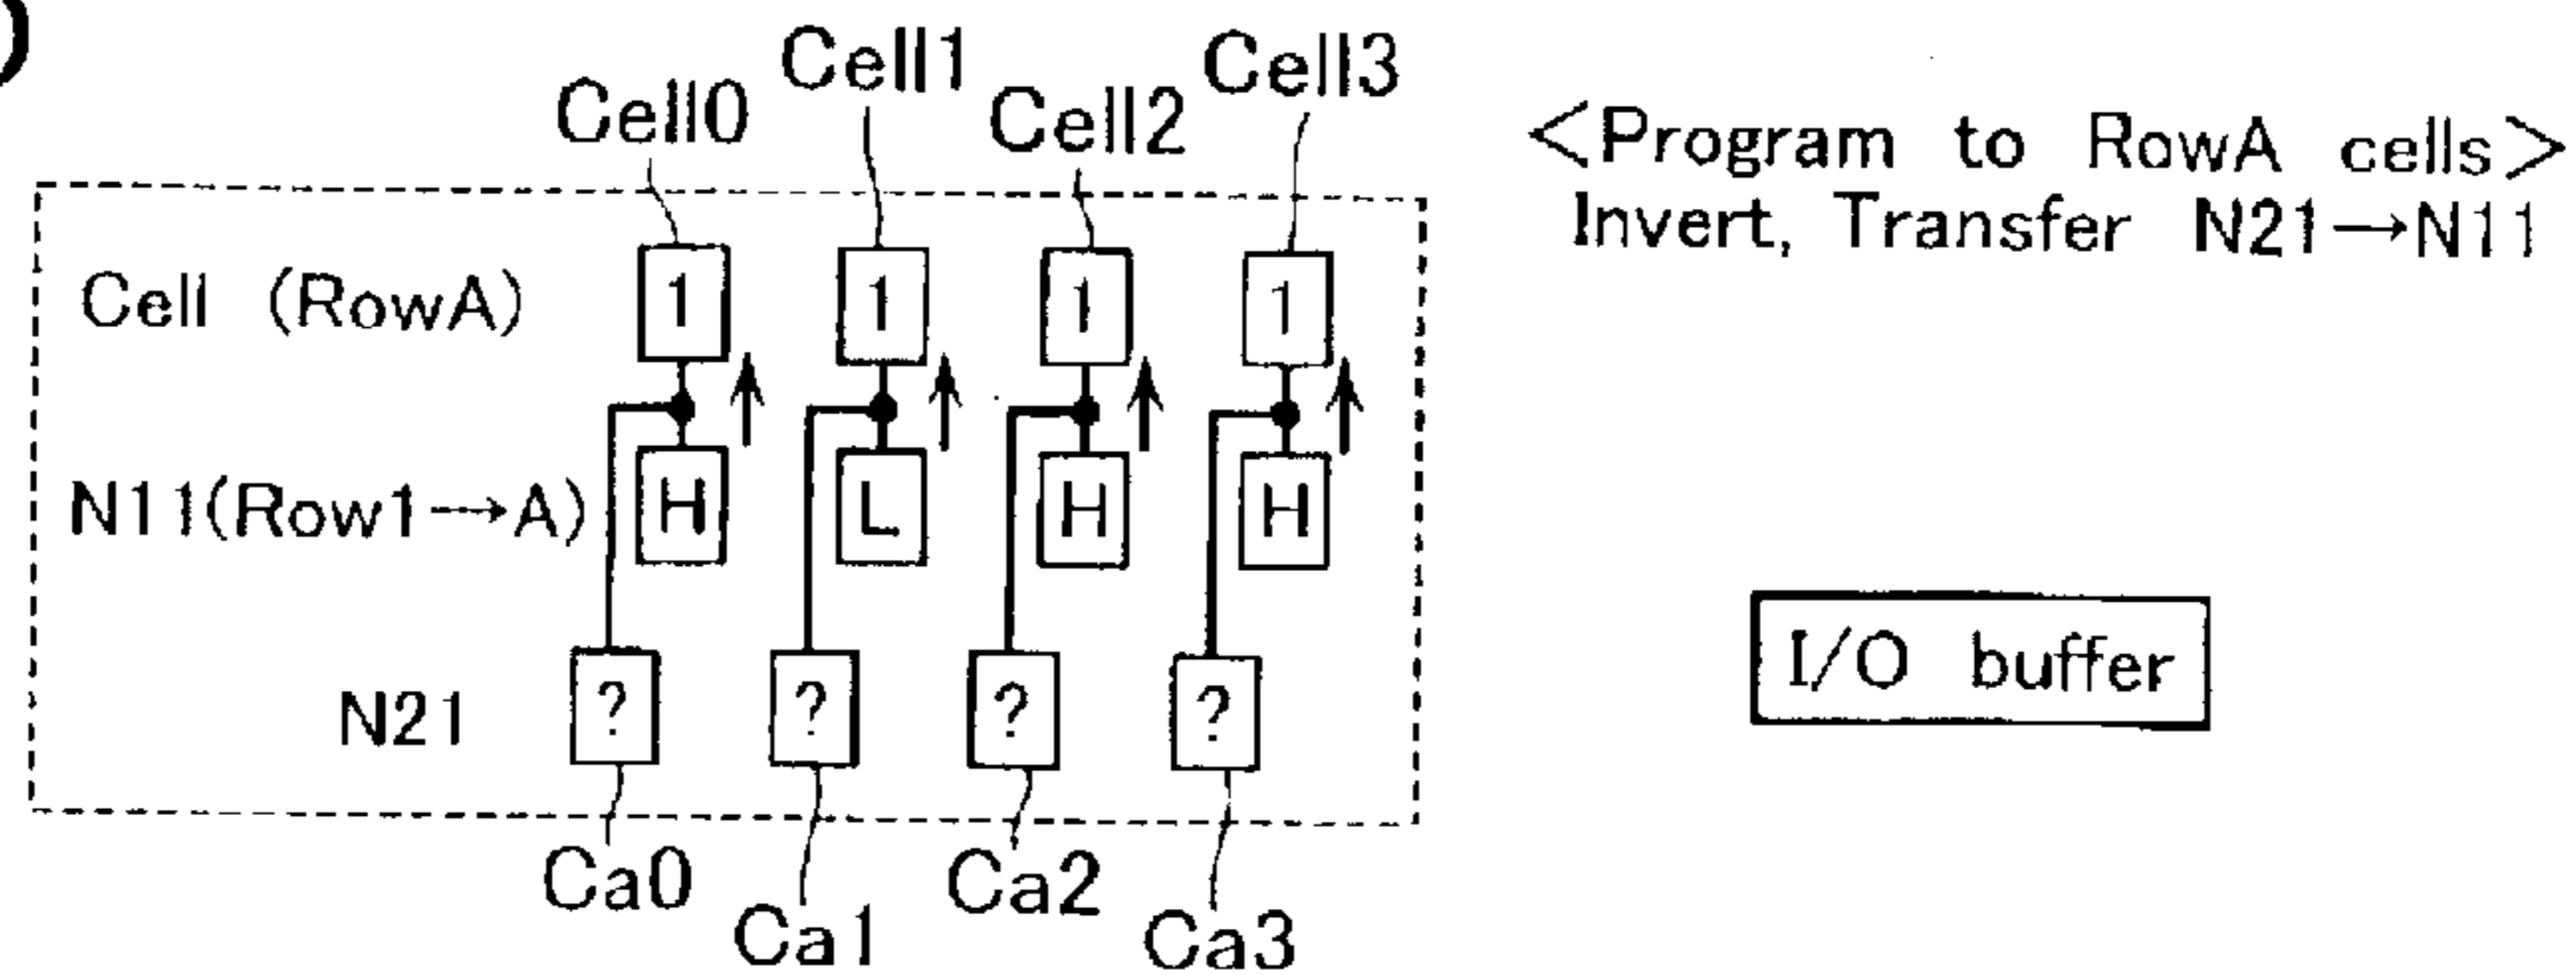 )
Cell0 Cell1 Cell2 Cell3
<Program to RowA cells>
Invert, Transfer N21→N11
Cell (RowA) 1 1 1 1
N11(Row1→A) H L H H
N21 ? ? ? ?
I/O buffer
Ca0 Ca1 Ca2 Ca3